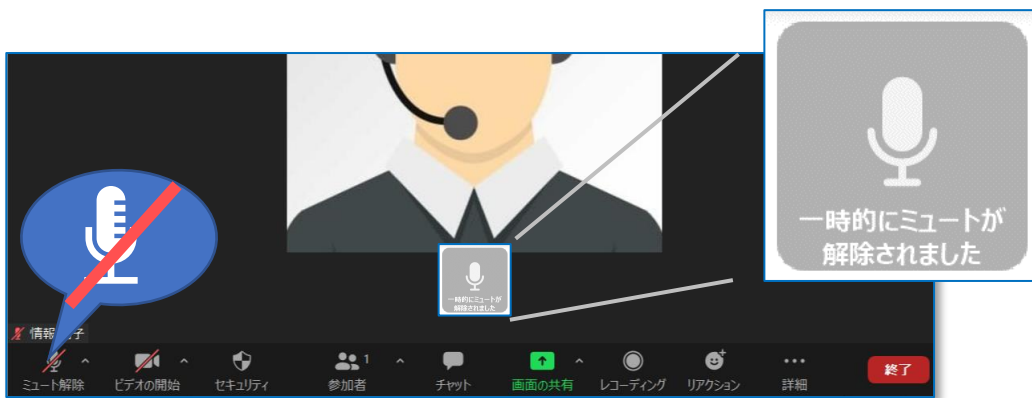 一時的にミュートが
解除されました
一時的にミュートが
解除されました
情報 子
ミュート解除
ビデオの開始
セキュリティ
1
参加者
チャット
画面の共有
レコーディング
リアクション
詳細
終了